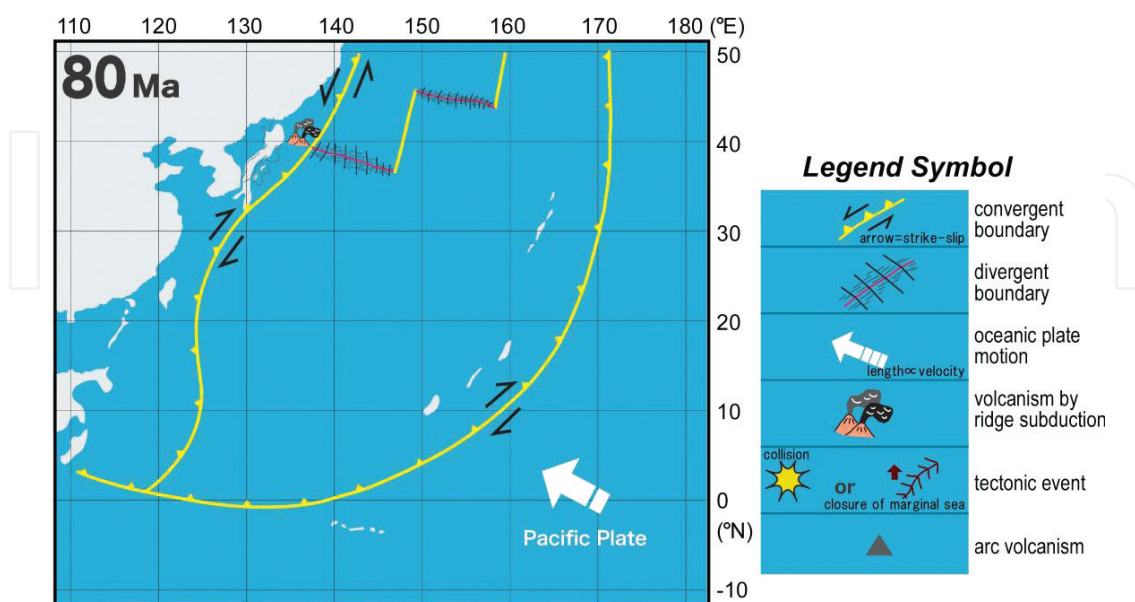 110 120 130 140 150 160 170 180 (°E)
80 Ma
50
40
30
20
10
0
(°N)
-10
Pacific Plate
Legend Symbol
convergent
boundary
arrow=strike-slip
divergent
boundary
oceanic plate
motion
length∝velocity
volcanism by
ridge subduction
collision
or
closure of marginal sea
tectonic event
arc volcanism